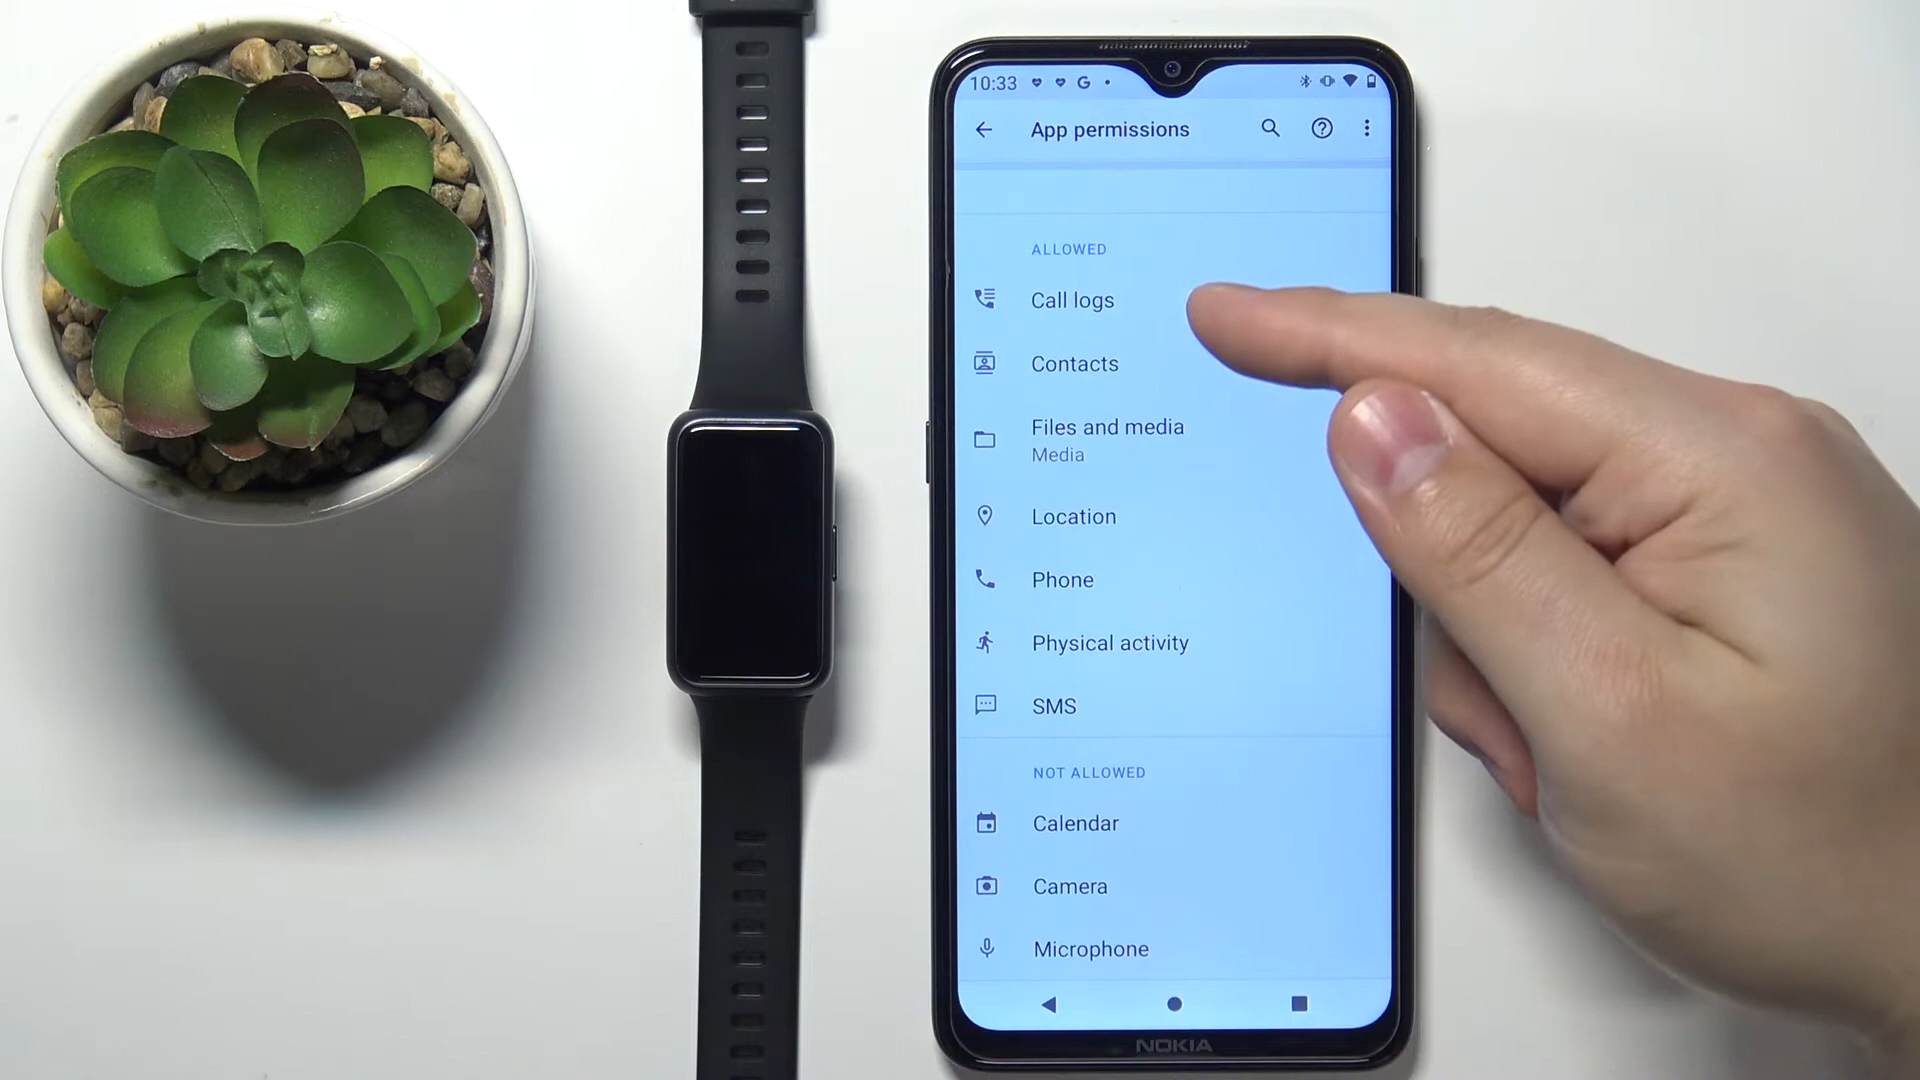 10:33
App permissions
ALLOWED
Call logs
Contacts
Files and media
Media
Location
Phone
Physical activity
SMS
NOT ALLOWED
Calendar
Camera
Microphone
NOKIA